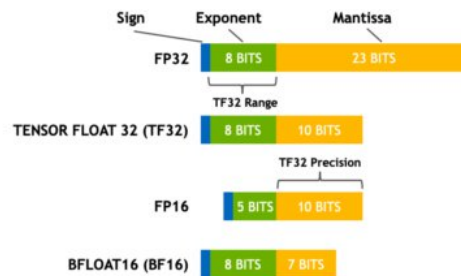 Sign Exponent Mantissa
FP32 8 BITS 23 BITS
TF32 Range
TENSOR FLOAT 32 (TF32) 8 BITS 10 BITS
TF32 Precision
FP16 5 BITS 10 BITS
BFLOAT16 (BF16) 8 BITS 7 BITS